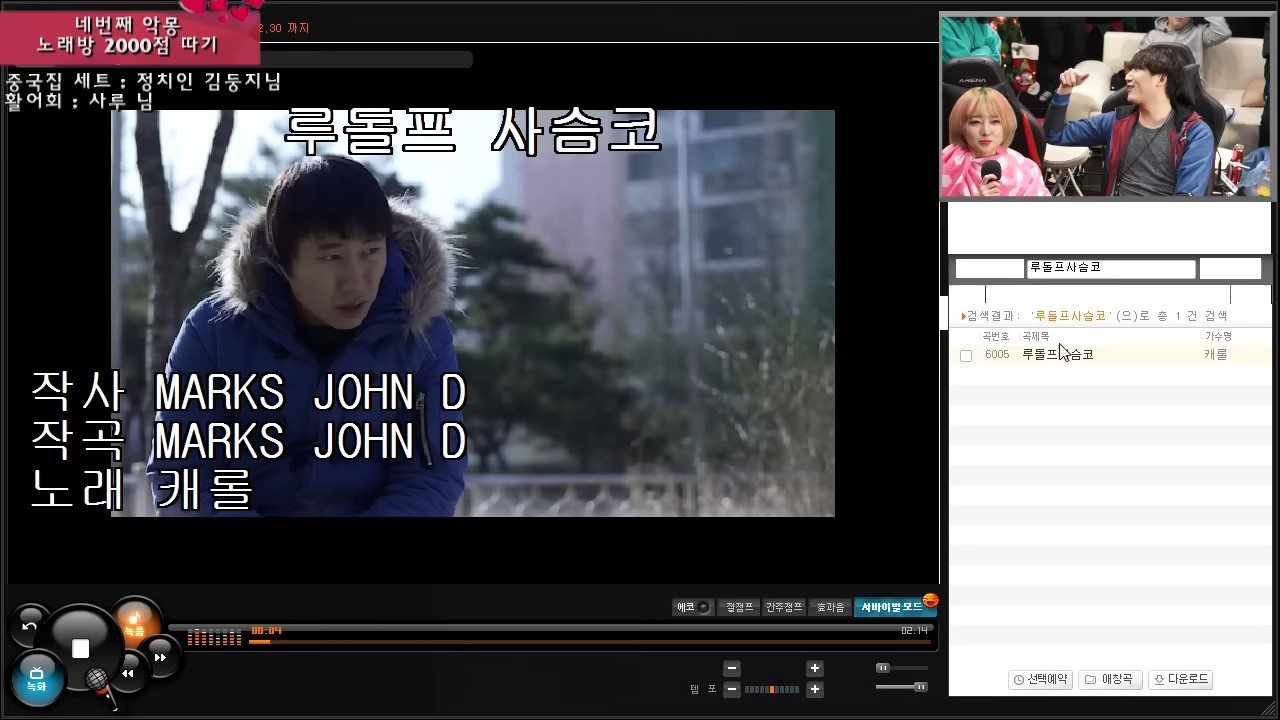 네번째 악몽
노래방 2000점 따기
2.30 까지
중국집 세트 : 정치인 김둥지님
활어회 : 사루 님
루돌프 사슴코
작사 MARKS JOHN D
작곡 MARKS JOHN D
노래 캐롤
루돌프사슴코
검색결과 : '루돌프사슴코' (으)로 총 1 건 검색
곡번호 곡제목 가수명
6005 루돌프사슴코 캐롤
선택예약 애창곡 다운로드
에코 절점프 간주점프 효과음 서바이벌 모드
녹음
00:04 02:14
녹화
템 포